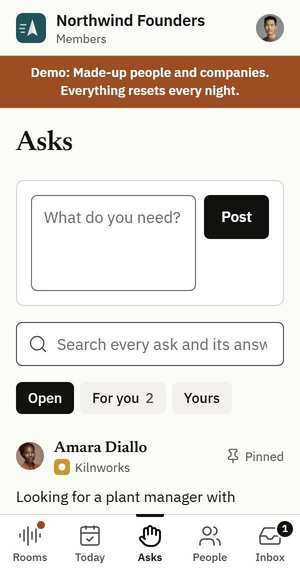 Northwind Founders
Members
Demo: Made-up people and companies.
Everything resets every night.
Asks
What do you need?
Post
Search every ask and its answ
Open
For you 2
Yours
Amara Diallo
Kilnworks
Pinned
Looking for a plant manager with
Rooms
Today
Asks
People
1
Inbox